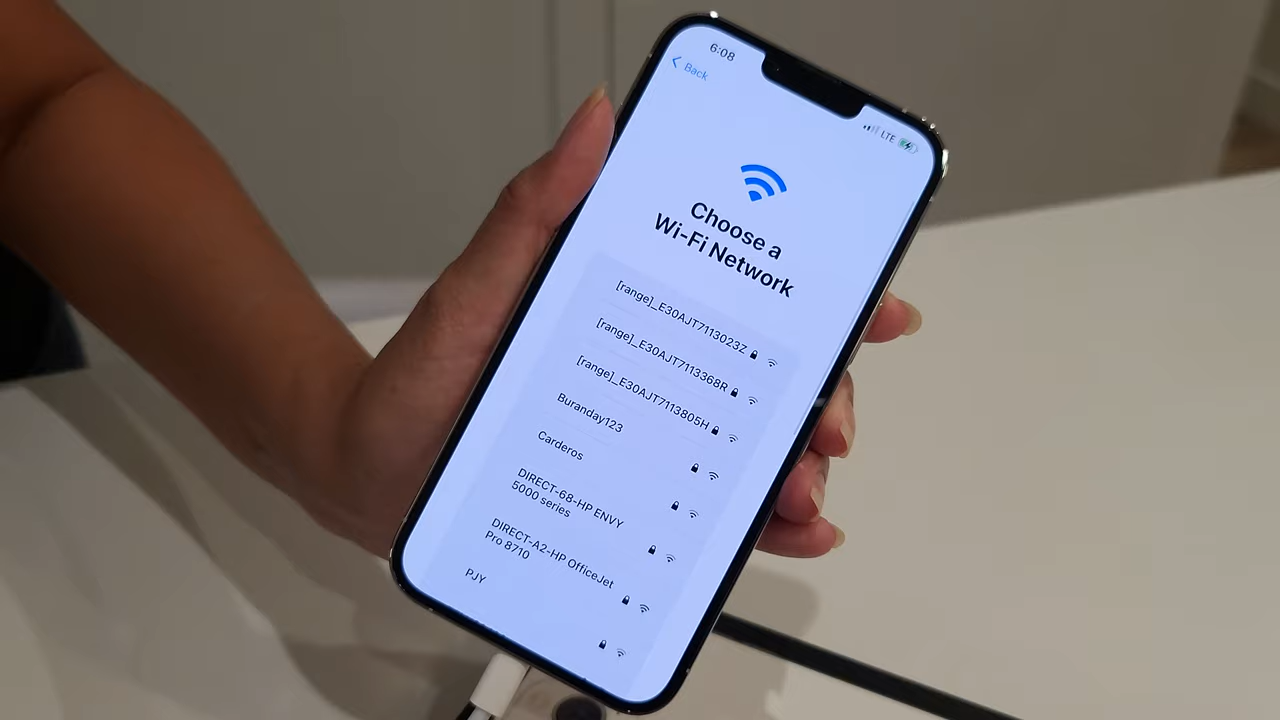 6:08
Back
LTE
Choose a
Wi-Fi Network
[range]_E30AJT7113023Z
[range]_E30AJT7113368R
[range]_E30AJT7113805H
Buranday123
Carderos
DIRECT-68-HP ENVY
5000 series
DIRECT-A2-HP OfficeJet
Pro 8710
PJY